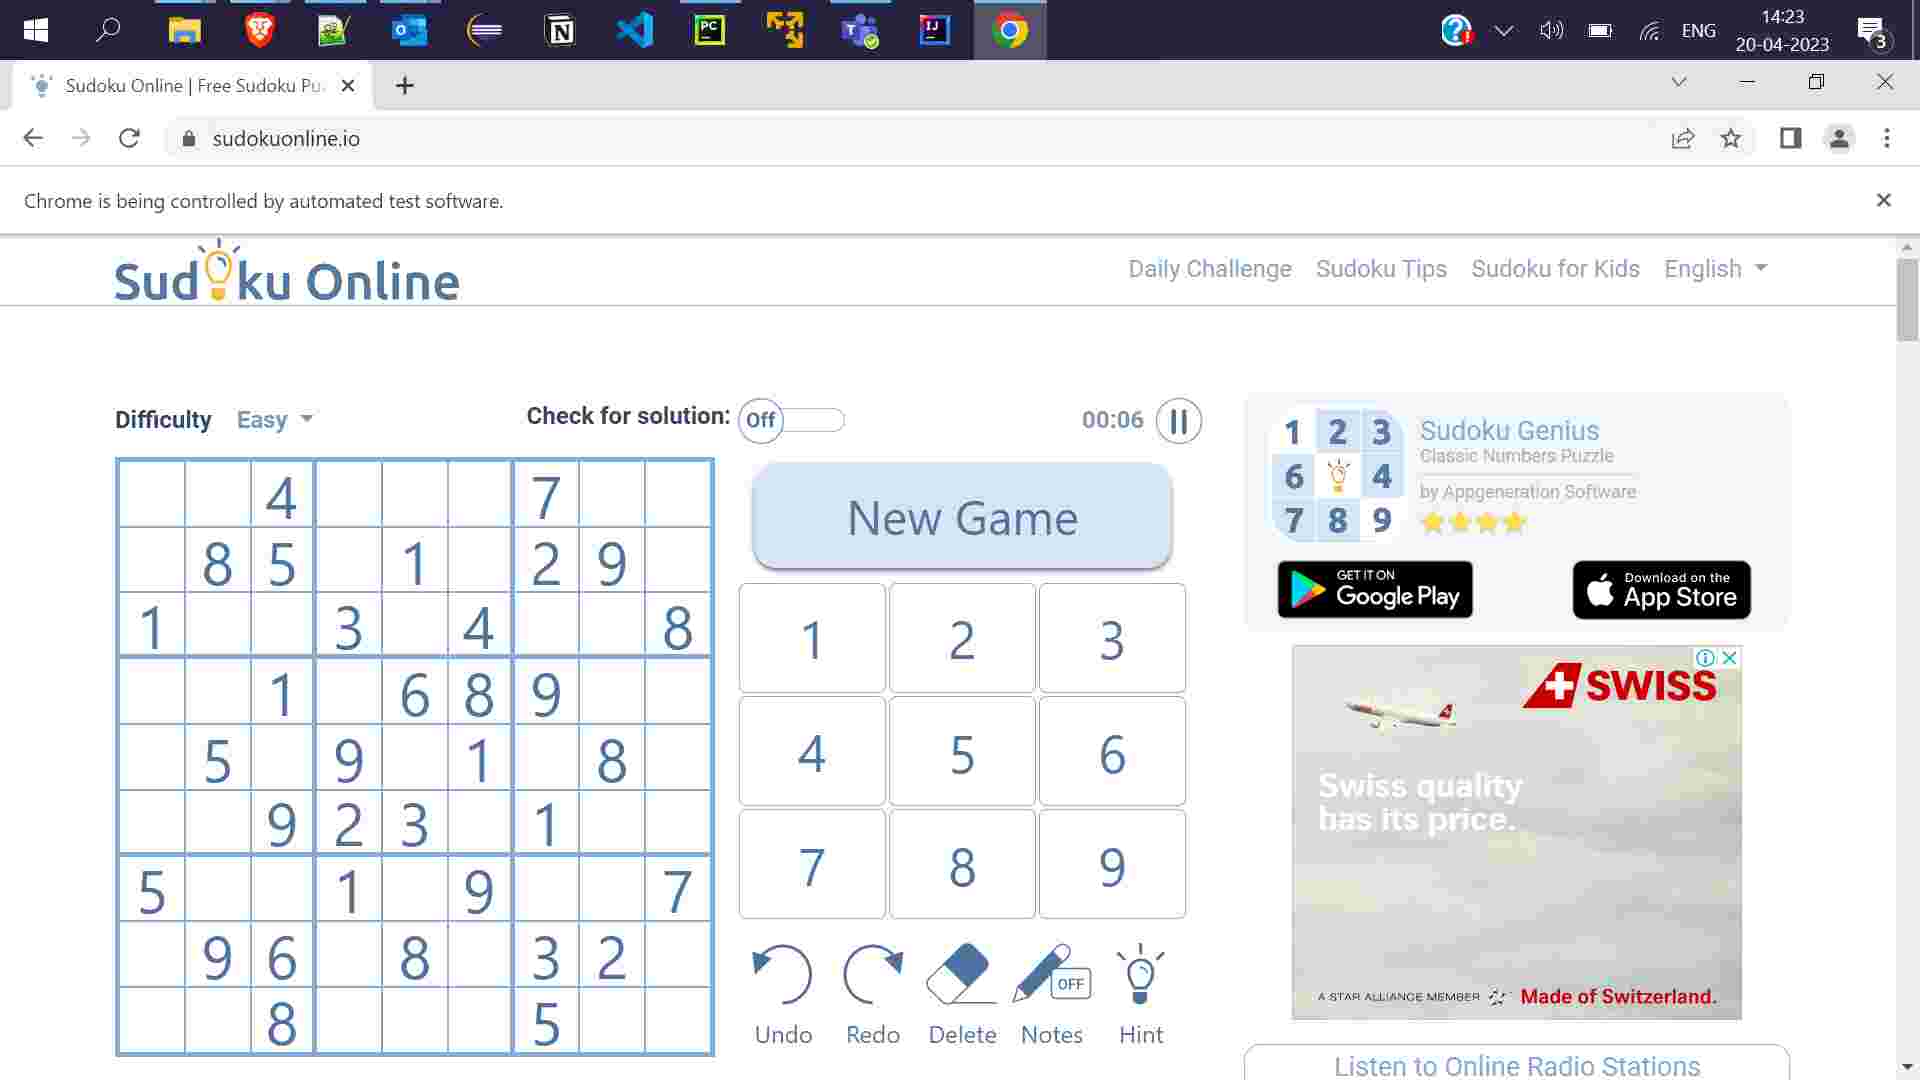 14:23
ENG
20-04-2023
3
Sudoku Online | Free Sudoku Pu
sudokuonline.io
Chrome is being controlled by automated test software.
Sudoku Online
Daily Challenge Sudoku Tips Sudoku for Kids English
Difficulty Easy Check for solution: Off 00:06
4 7
8 5 1 2 9
1 3 4 8
1 6 8 9
5 9 1 8
9 2 3 1
5 1 9 7
9 6 8 3 2
8 5
New Game
1 2 3
4 5 6
7 8 9
OFF
Undo Redo Delete Notes Hint
1 2 3
6 4
7 8 9
Sudoku Genius
Classic Numbers Puzzle
by Appgeneration Software
GET IT ON
Google Play
Download on the
App Store
SWISS
Swiss quality
has its price.
A STAR ALLIANCE MEMBER Made of Switzerland.
Listen to Online Radio Stations